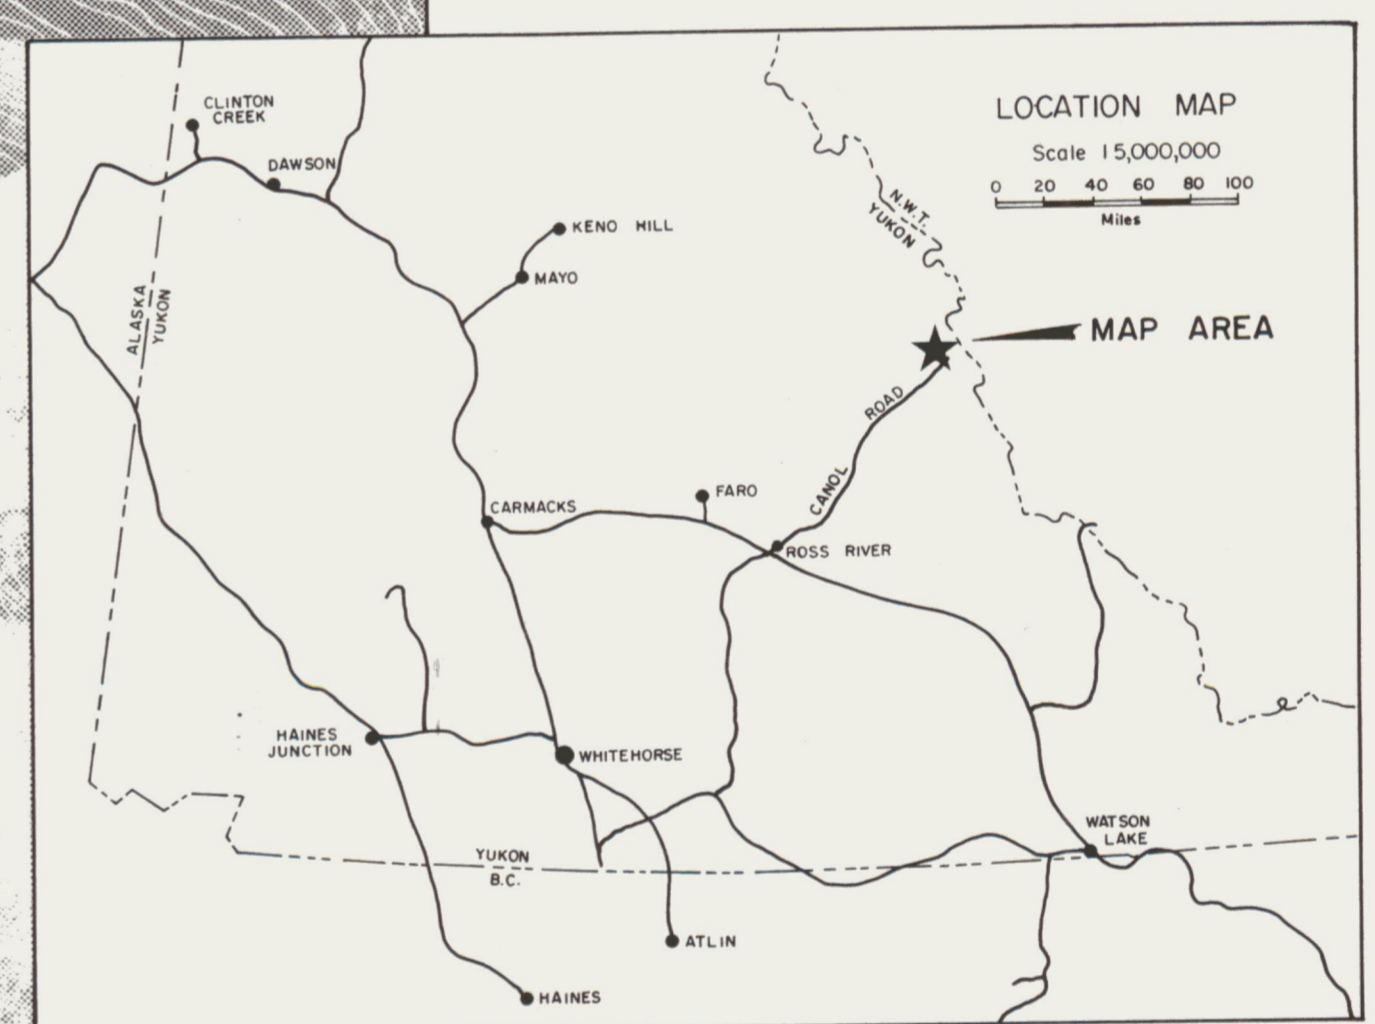 CLINTON
CREEK
DAWSON
LOCATION MAP
Scale 1 5,000,000
0 20 40 60 80 100
Miles
N.W.T.
YUKON
KENO HILL
MAYO
ALASKA
YUKON
MAP AREA
CANOL ROAD
FARO
CARMACKS
ROSS RIVER
HAINES
JUNCTION
WHITEHORSE
WATSON
LAKE
YUKON
B.C.
ATLIN
HAINES